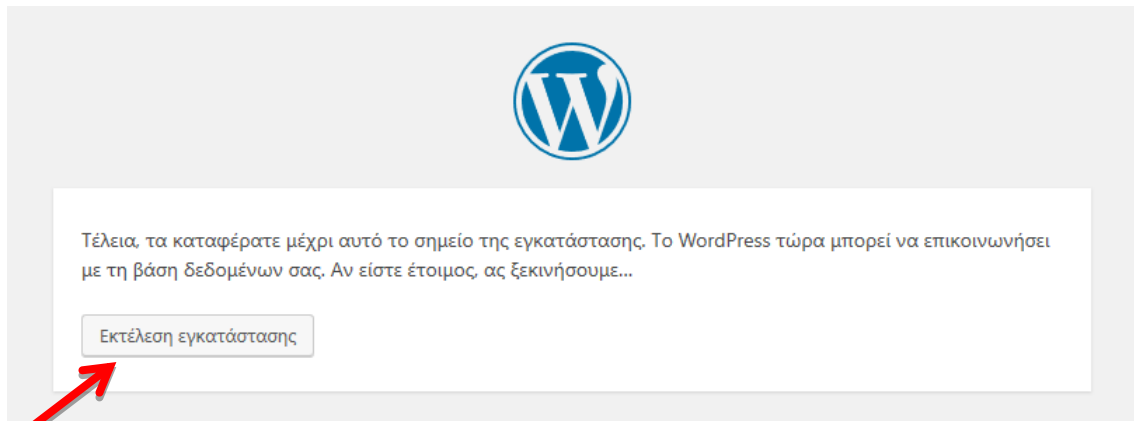 Τέλεια, τα καταφέρατε μέχρι αυτό το σημείο της εγκατάστασης. Το WordPress τώρα μπορεί να επικοινωνήσει
με τη βάση δεδομένων σας. Αν είστε έτοιμος, ας ξεκινήσουμε...
Εκτέλεση εγκατάστασης